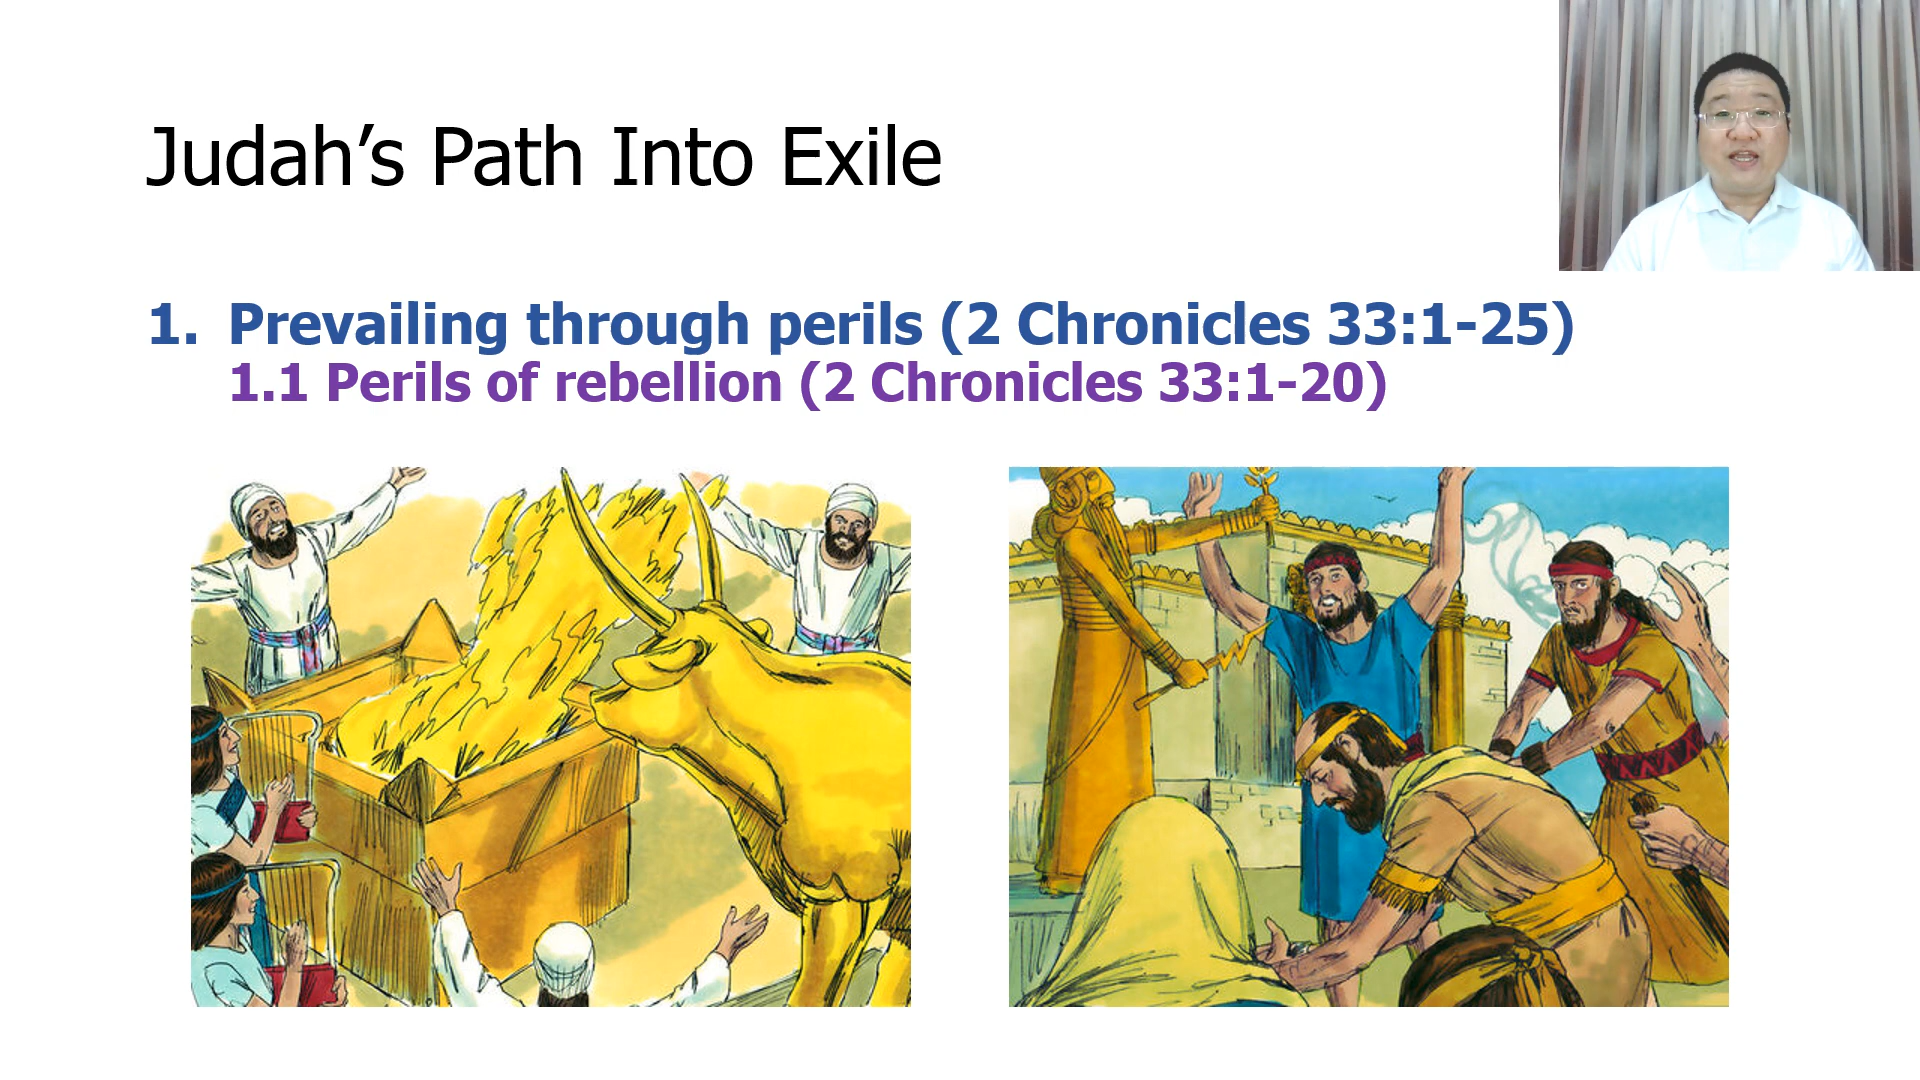 Judah’s Path Into Exile
1. Prevailing through perils (2 Chronicles 33:1-25)
1.1 Perils of rebellion (2 Chronicles 33:1-20)